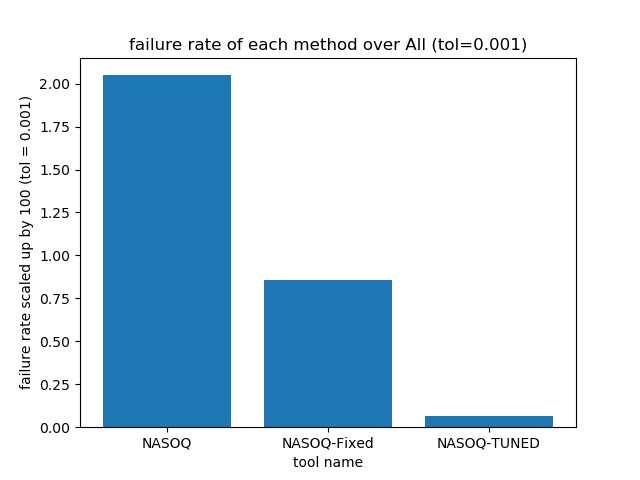 failure rate of each method over All (tol=0.001)
failure rate scaled up by 100 (tol = 0.001)
2.00
1.75
1.50
1.25
1.00
0.75
0.50
0.25
0.00
NASOQ
NASOQ-Fixed
NASOQ-TUNED
tool name